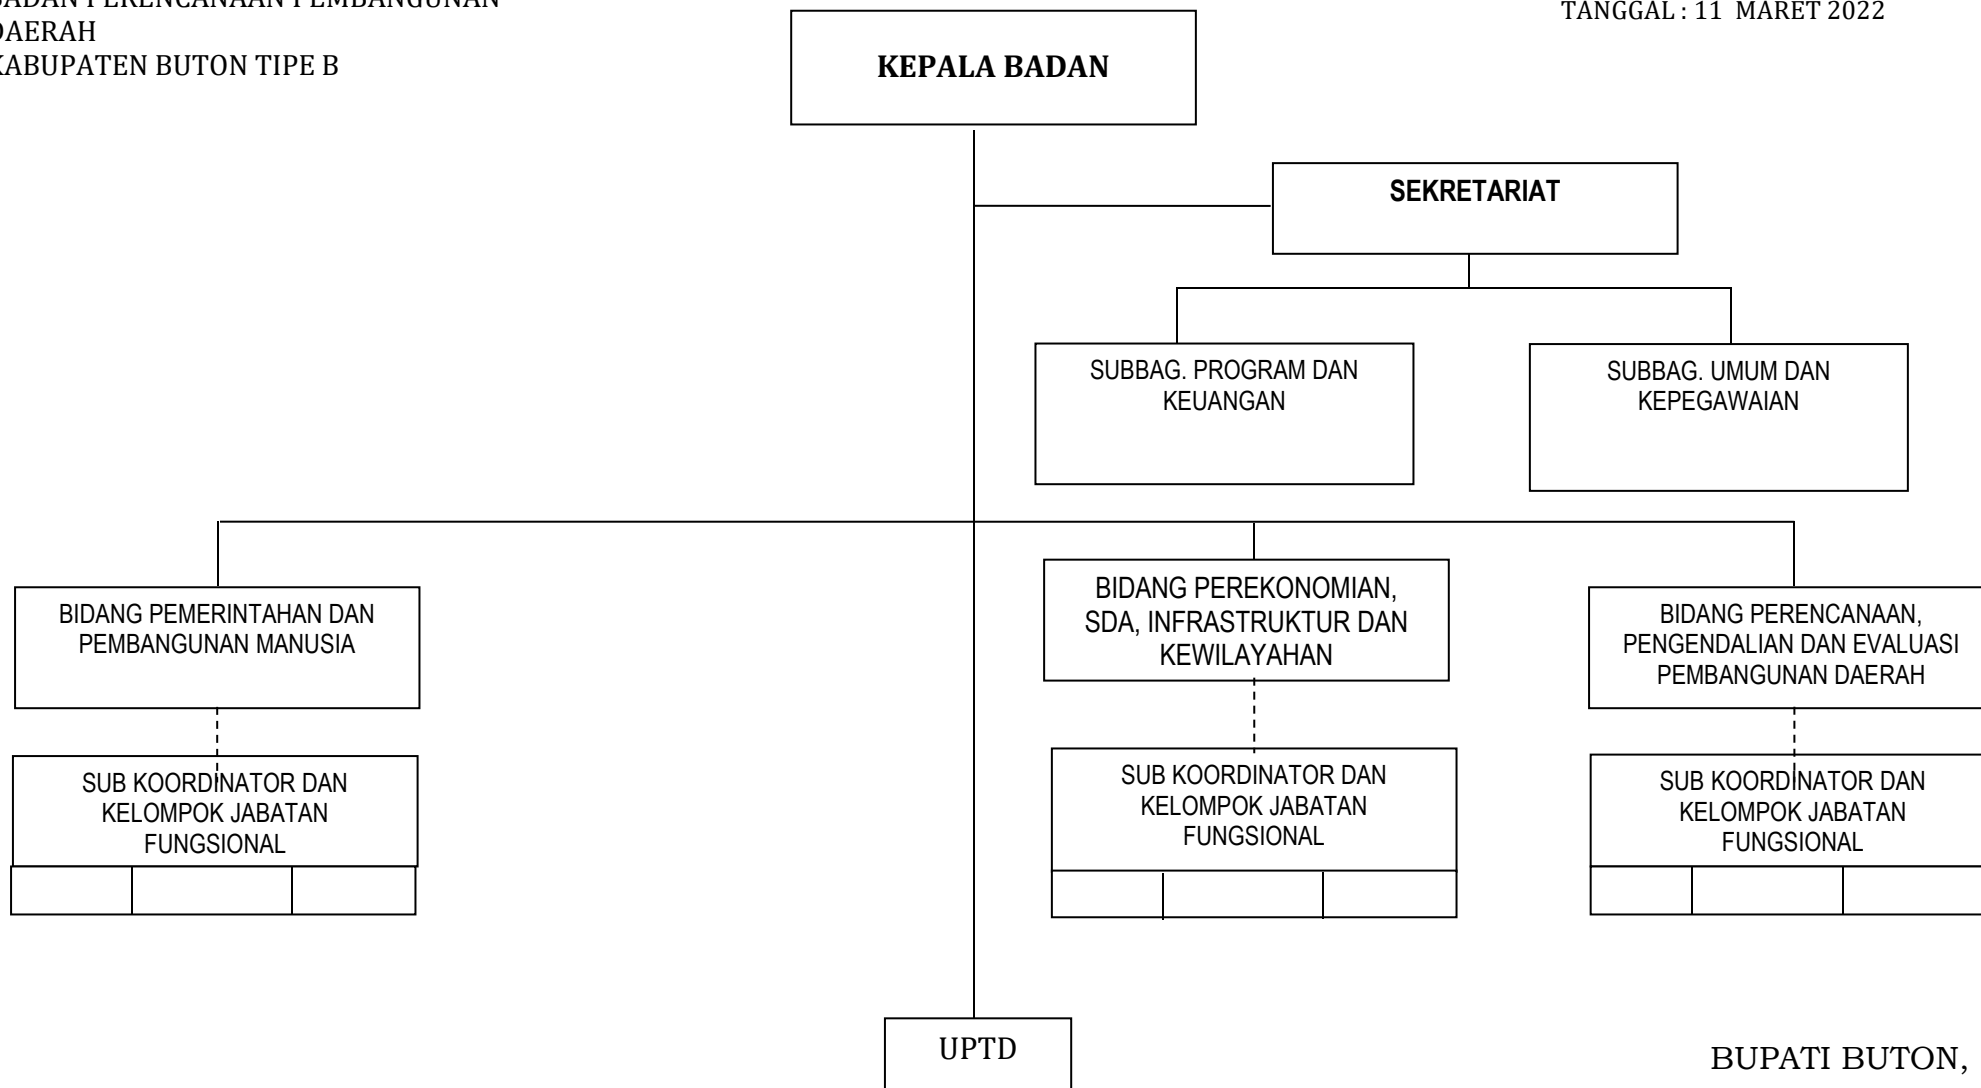 BADAN PERENCANAAN PEMBANGUNAN
DAERAH
KABUPATEN BUTON TIPE B
TANGGAL : 11 MARET 2022
KEPALA BADAN
SEKRETARIAT
SUBBAG. PROGRAM DAN
KEUANGAN
SUBBAG. UMUM DAN
KEPEGAWAIAN
BIDANG PEMERINTAHAN DAN
PEMBANGUNAN MANUSIA
BIDANG PEREKONOMIAN,
SDA, INFRASTRUKTUR DAN
KEWILAYAHAN
BIDANG PERENCANAAN,
PENGENDALIAN DAN EVALUASI
PEMBANGUNAN DAERAH
SUB KOORDINATOR DAN
KELOMPOK JABATAN
FUNGSIONAL
SUB KOORDINATOR DAN
KELOMPOK JABATAN
FUNGSIONAL
SUB KOORDINATOR DAN
KELOMPOK JABATAN
FUNGSIONAL
UPTD
BUPATI BUTON,